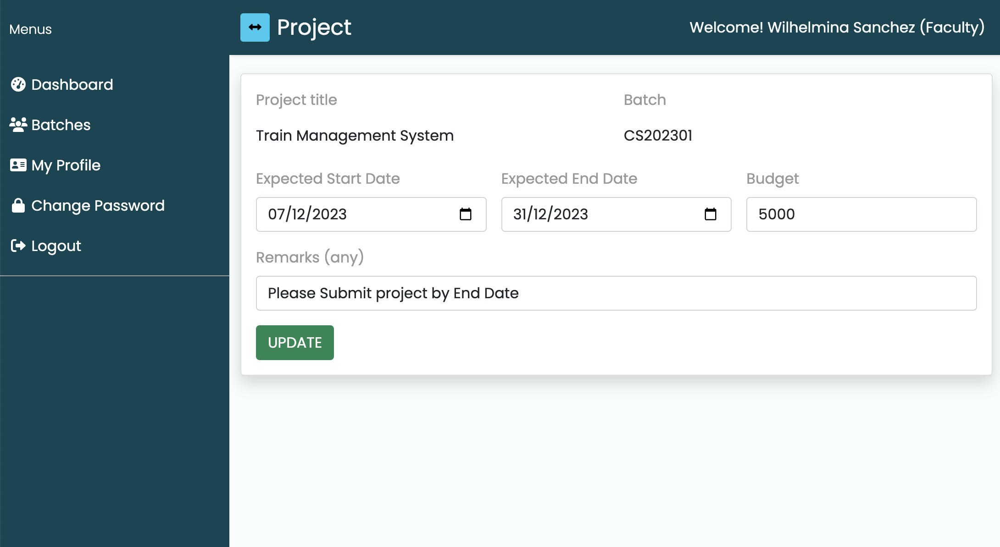 Menus
Dashboard
Batches
My Profile
Change Password
Logout
Project
Welcome! Wilhelmina Sanchez (Faculty)
Project title
Batch
Train Management System
CS202301
Expected Start Date
Expected End Date
Budget
07/12/2023
31/12/2023
5000
Remarks (any)
Please Submit project by End Date
UPDATE